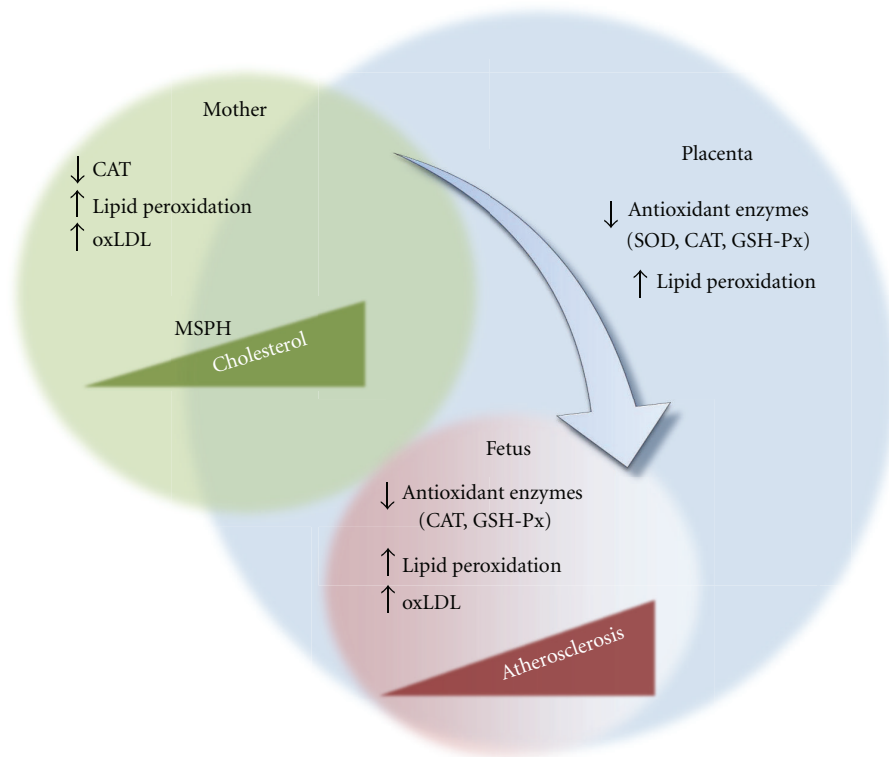 Mother
↓ CAT
↑ Lipid peroxidation
↑ oxLDL
MSPH
Cholesterol
Placenta
↓ Antioxidant enzymes
(SOD, CAT, GSH-Px)
↑ Lipid peroxidation
Fetus
↓ Antioxidant enzymes
(CAT, GSH-Px)
↑ Lipid peroxidation
↑ oxLDL
Atherosclerosis